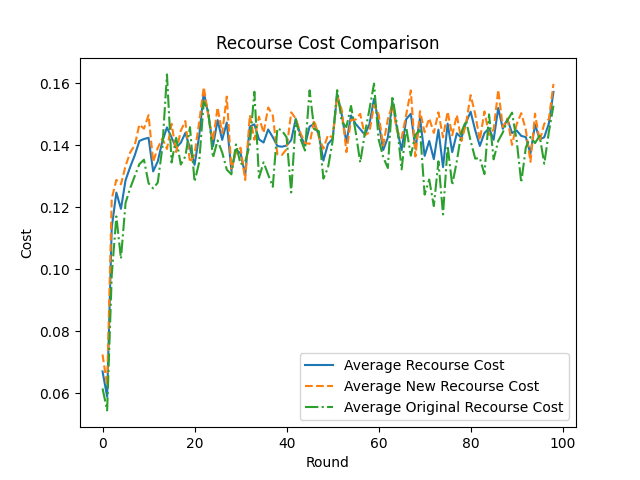 Recourse Cost Comparison
0.16
0.14
0.12
0.10
0.08
0.06
Cost
Average Recourse Cost
Average New Recourse Cost
Average Original Recourse Cost
0 20 40 60 80 100
Round